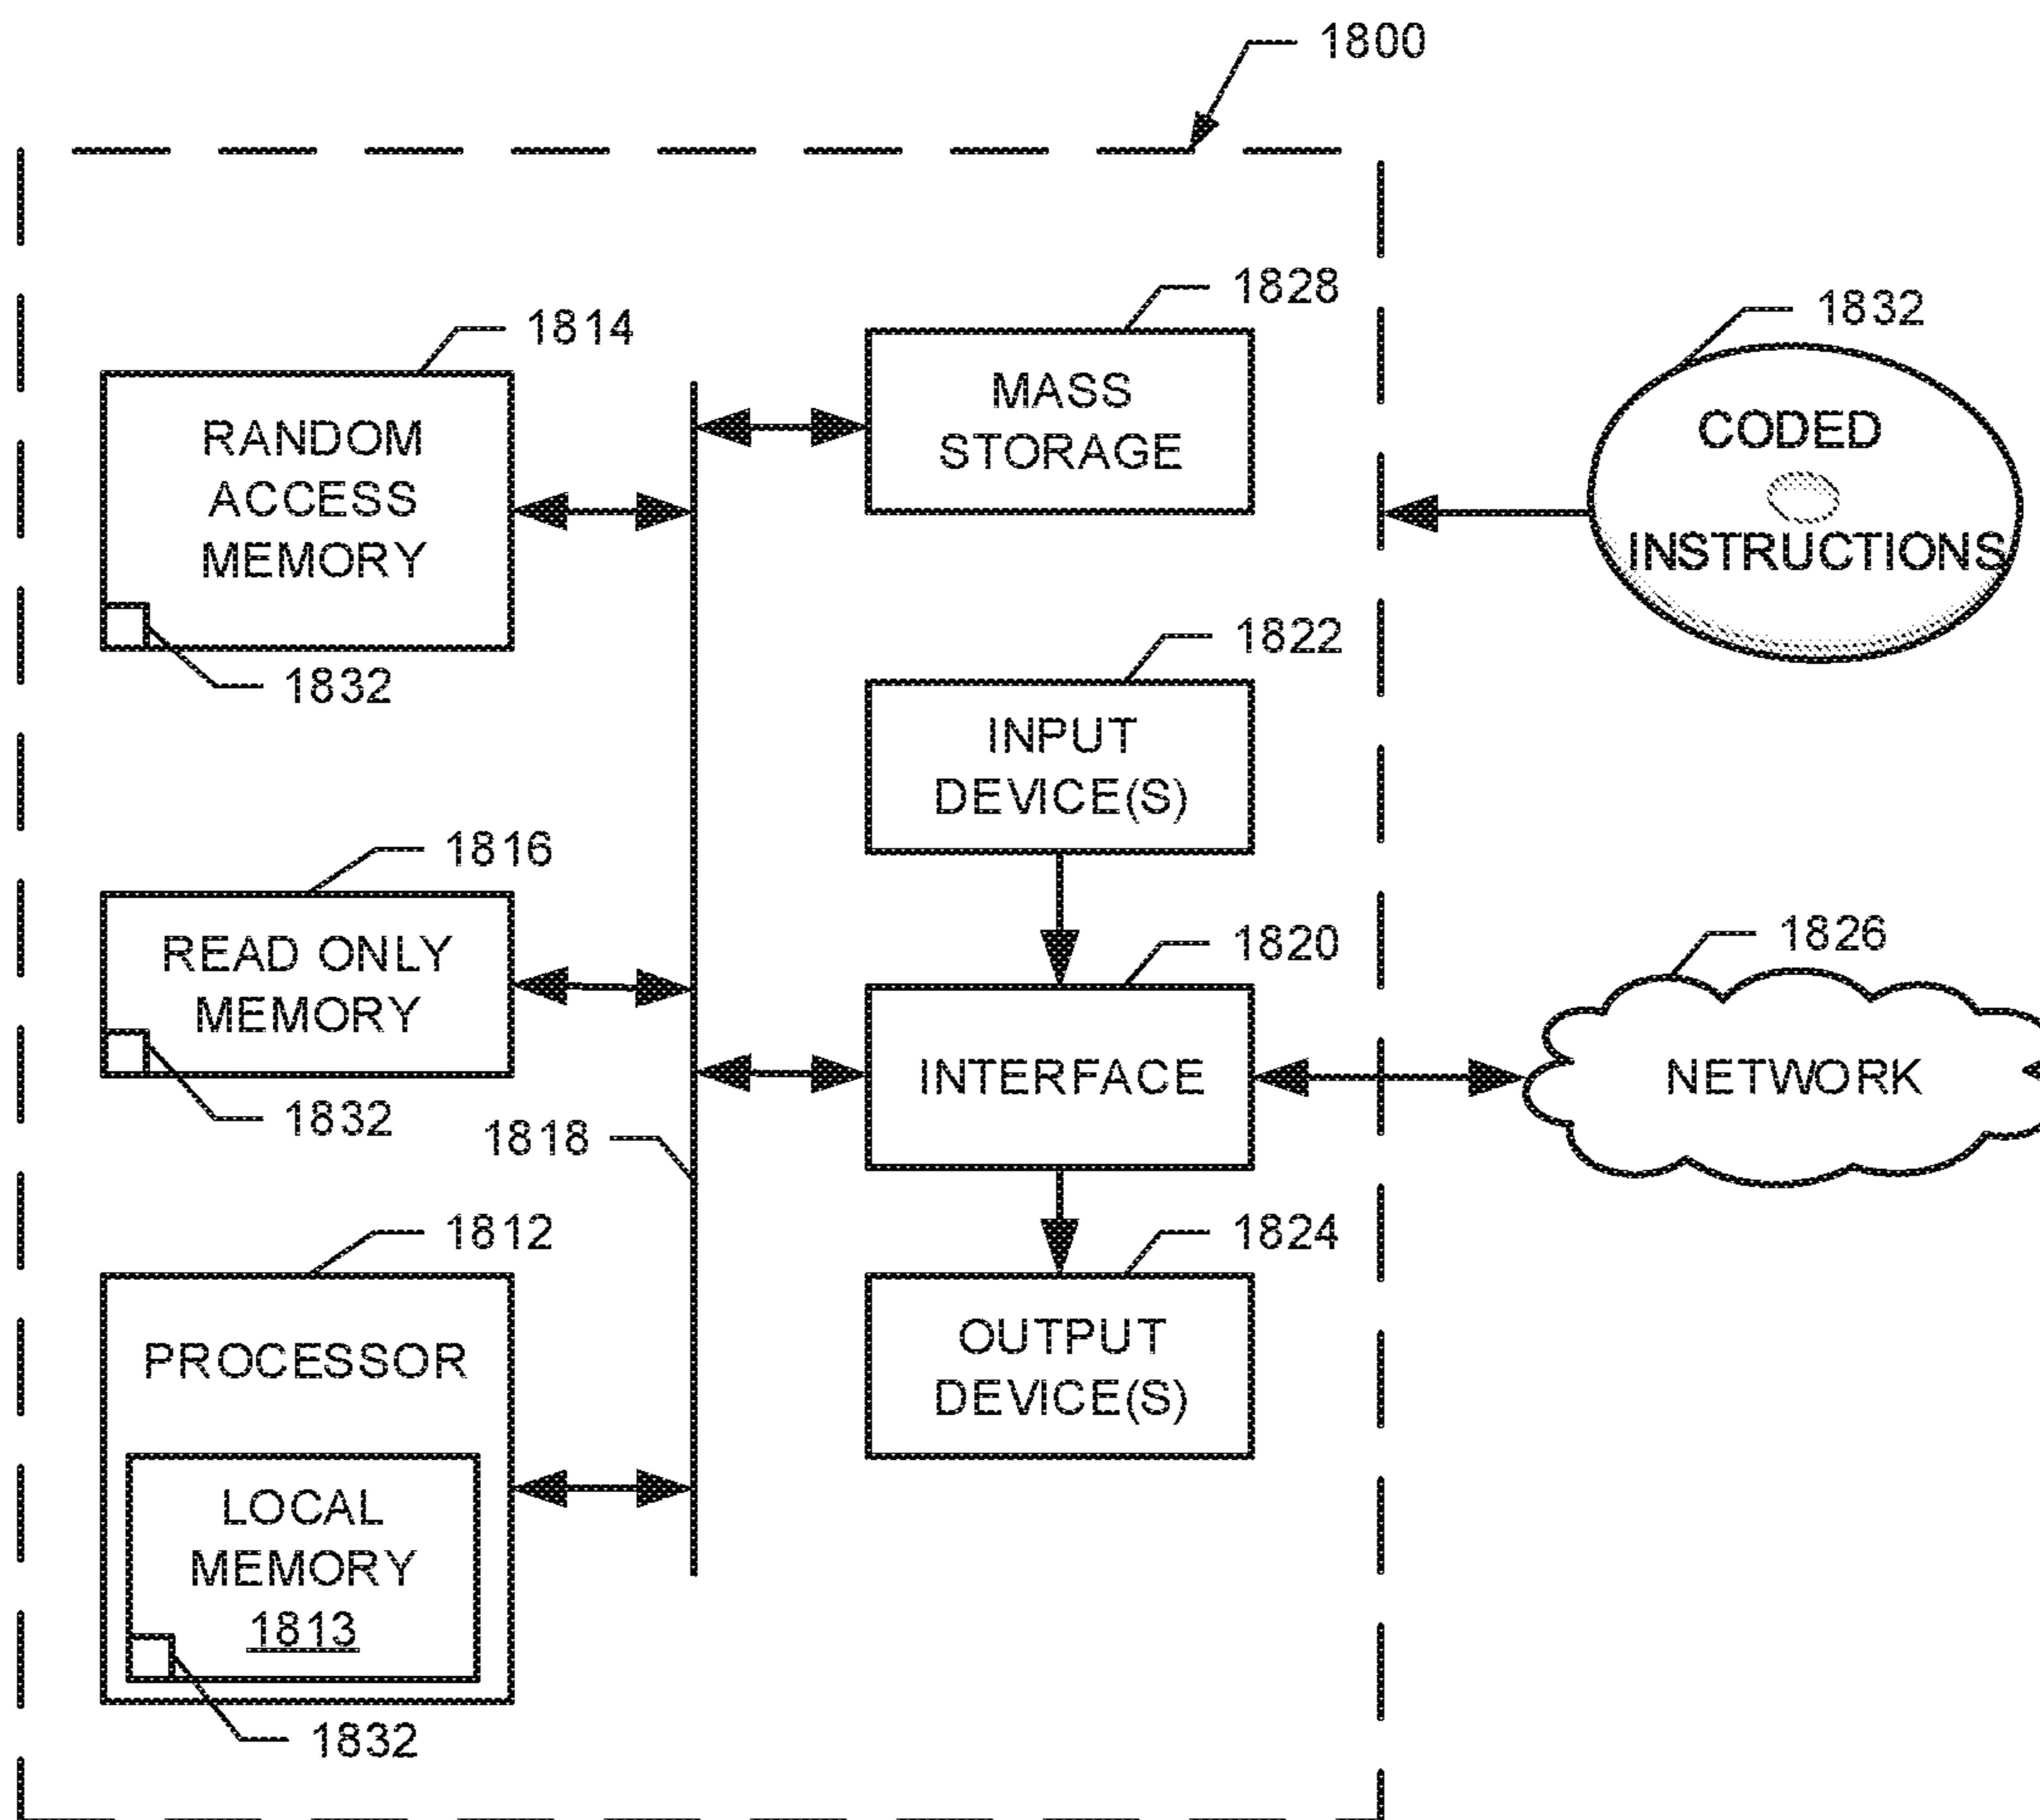 1800
1828
MASS
STORAGE
1814
RANDOM
ACCESS
MEMORY
1832
1832
CODED
INSTRUCTIONS
1822
INPUT
DEVICE(S)
1816
READ ONLY
MEMORY
1832
1820
INTERFACE
1826
NETWORK
1818
1812
PROCESSOR
LOCAL
MEMORY
1813
1832
1824
OUTPUT
DEVICE(S)